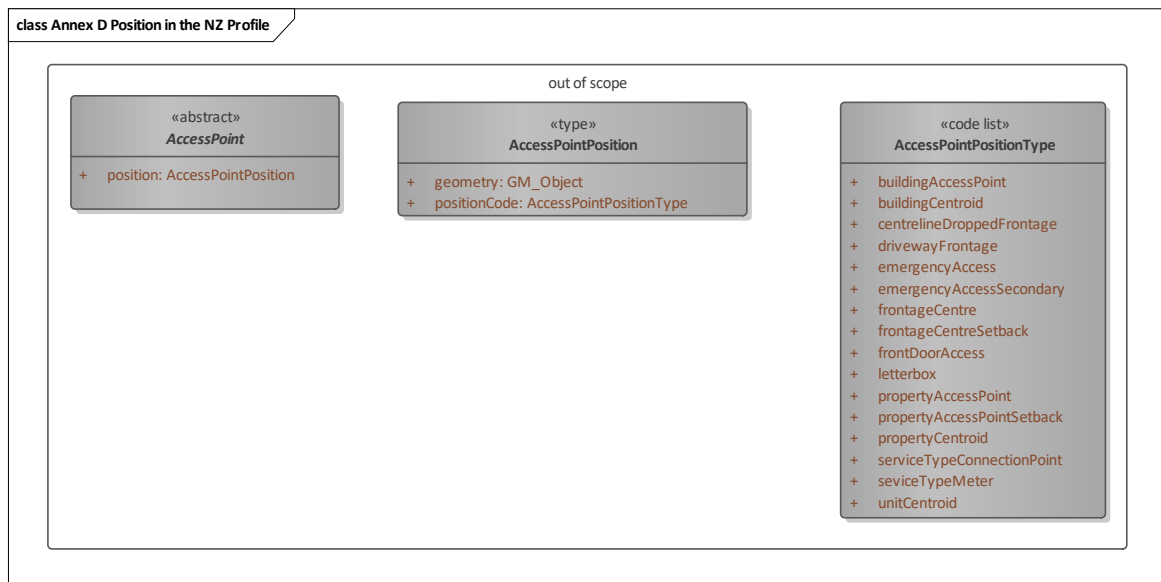 class Annex D Position in the NZ Profile
out of scope
«abstract»
AccessPoint
+ position: AccessPointPosition
«type»
AccessPointPosition
+ geometry: GM_Object
+ positionCode: AccessPointPositionType
«code list»
AccessPointPositionType
+ buildingAccessPoint
+ buildingCentroid
+ centrelineDroppedFrontage
+ drivewayFrontage
+ emergencyAccess
+ emergencyAccessSecondary
+ frontageCentre
+ frontageCentreSetback
+ frontDoorAccess
+ letterbox
+ propertyAccessPoint
+ propertyAccessPointSetback
+ propertyCentroid
+ serviceTypeConnectionPoint
+ seviceTypeMeter
+ unitCentroid